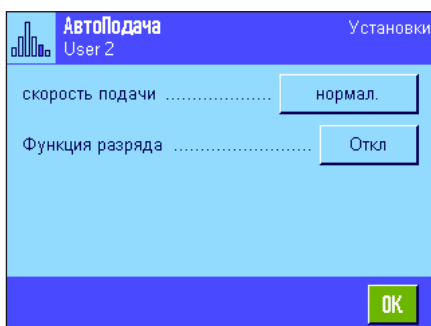 АвтоПодача
Установки
User 2
скорость подачи .................... нормал.
Функция разряда ........................ Откл
OK